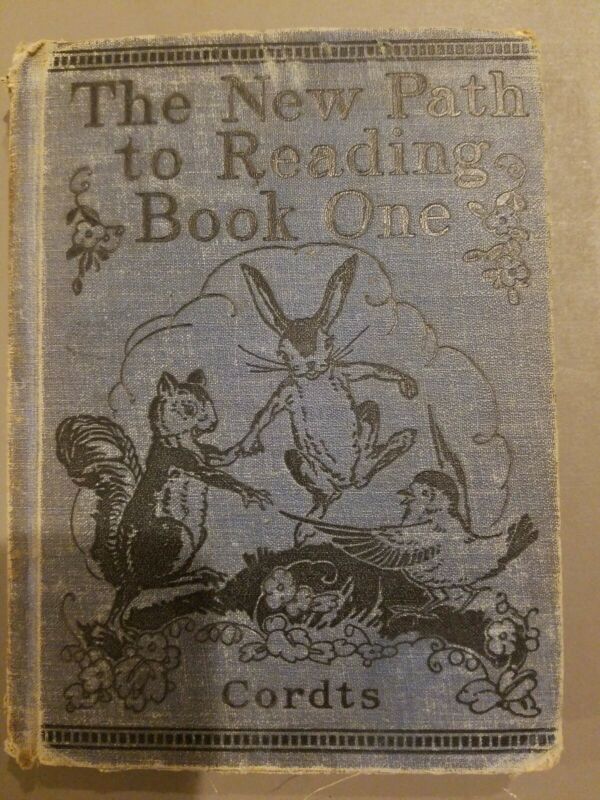 The New Path
to Reading
Book One
Cordts